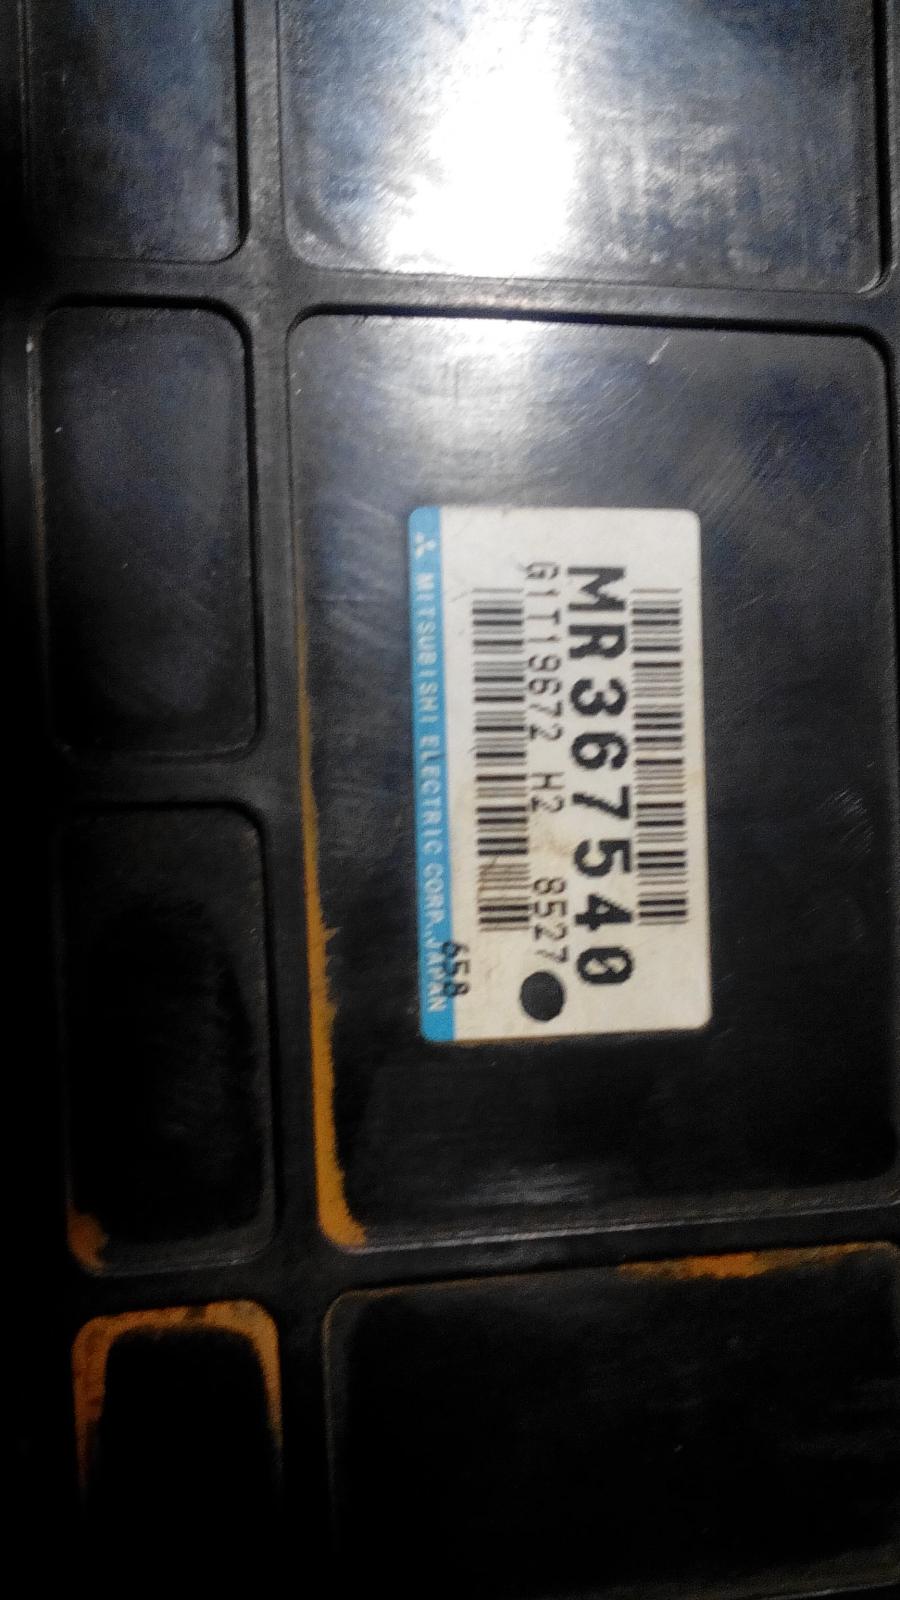 MR367540
G1T19672 H2 8527
658
MITSUBISHI ELECTRIC CORP.JAPAN